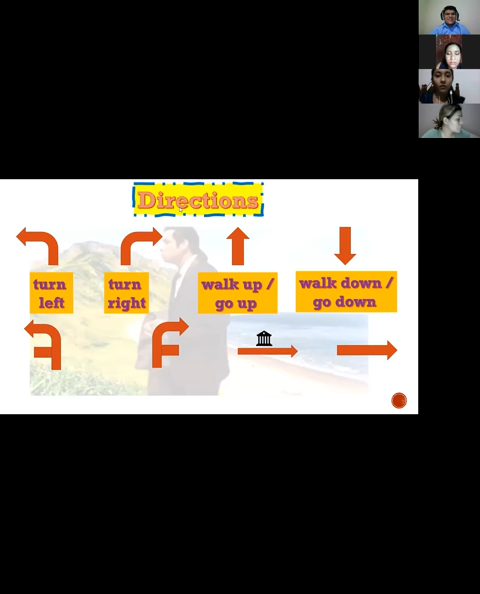 Directions
turn
left
turn
right
walk up /
go up
walk down /
go down